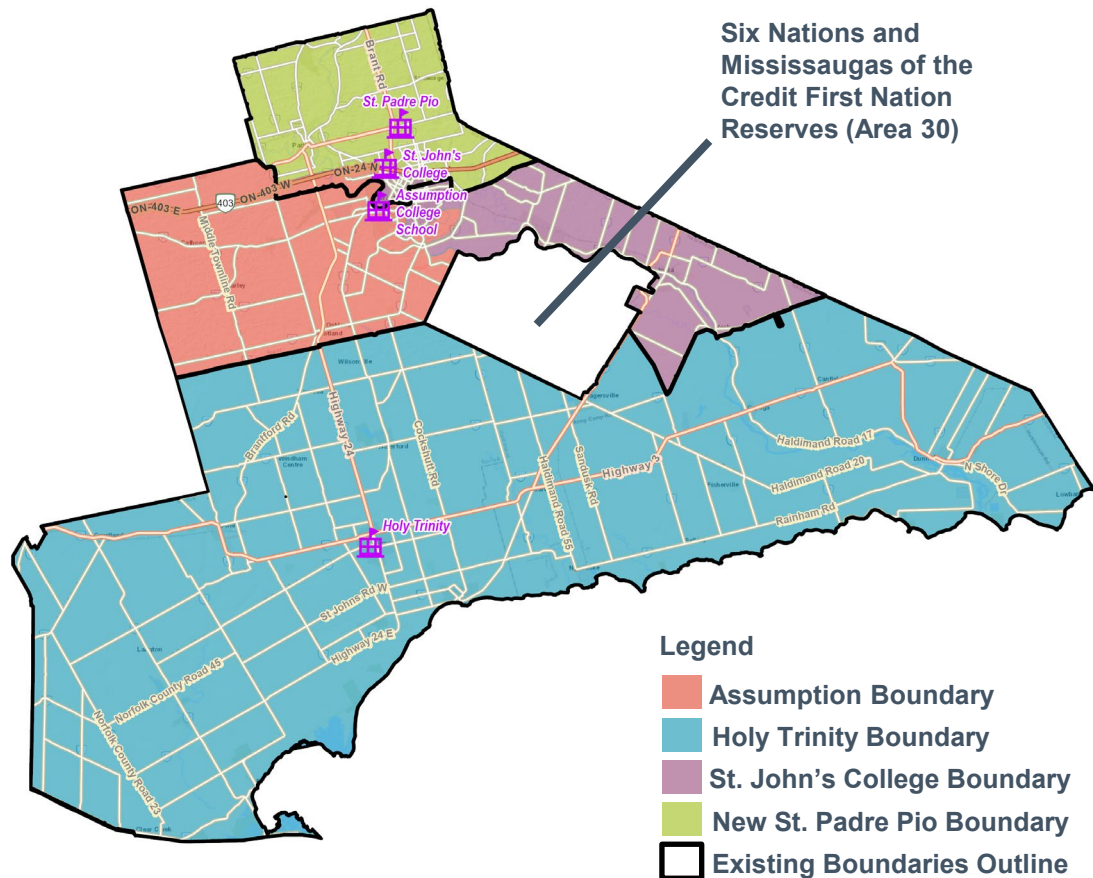 Six Nations and
Mississaugas of the
Credit First Nation
Reserves (Area 30)
Brant Rd
St. Padre Pio
St. John's
College
ON-24 N
ON-403 W
ON-403 E
403
Assumption
College
School
Middle Townline Rd
Highway 24
Brantford Rd
Windham
Centre
Cockshutt Rd
Haldimand Road 55
Sandusk Rd
Highway 3
Haldimand Road 17
Haldimand Road 20
Rainham Rd
N Shore Dr
Holy Trinity
St Johns Rd W
Highway 24 E
Norfolk County Road 45
Norfolk County Road 23
Clear Creek
Legend
Assumption Boundary
Holy Trinity Boundary
St. John's College Boundary
New St. Padre Pio Boundary
Existing Boundaries Outline